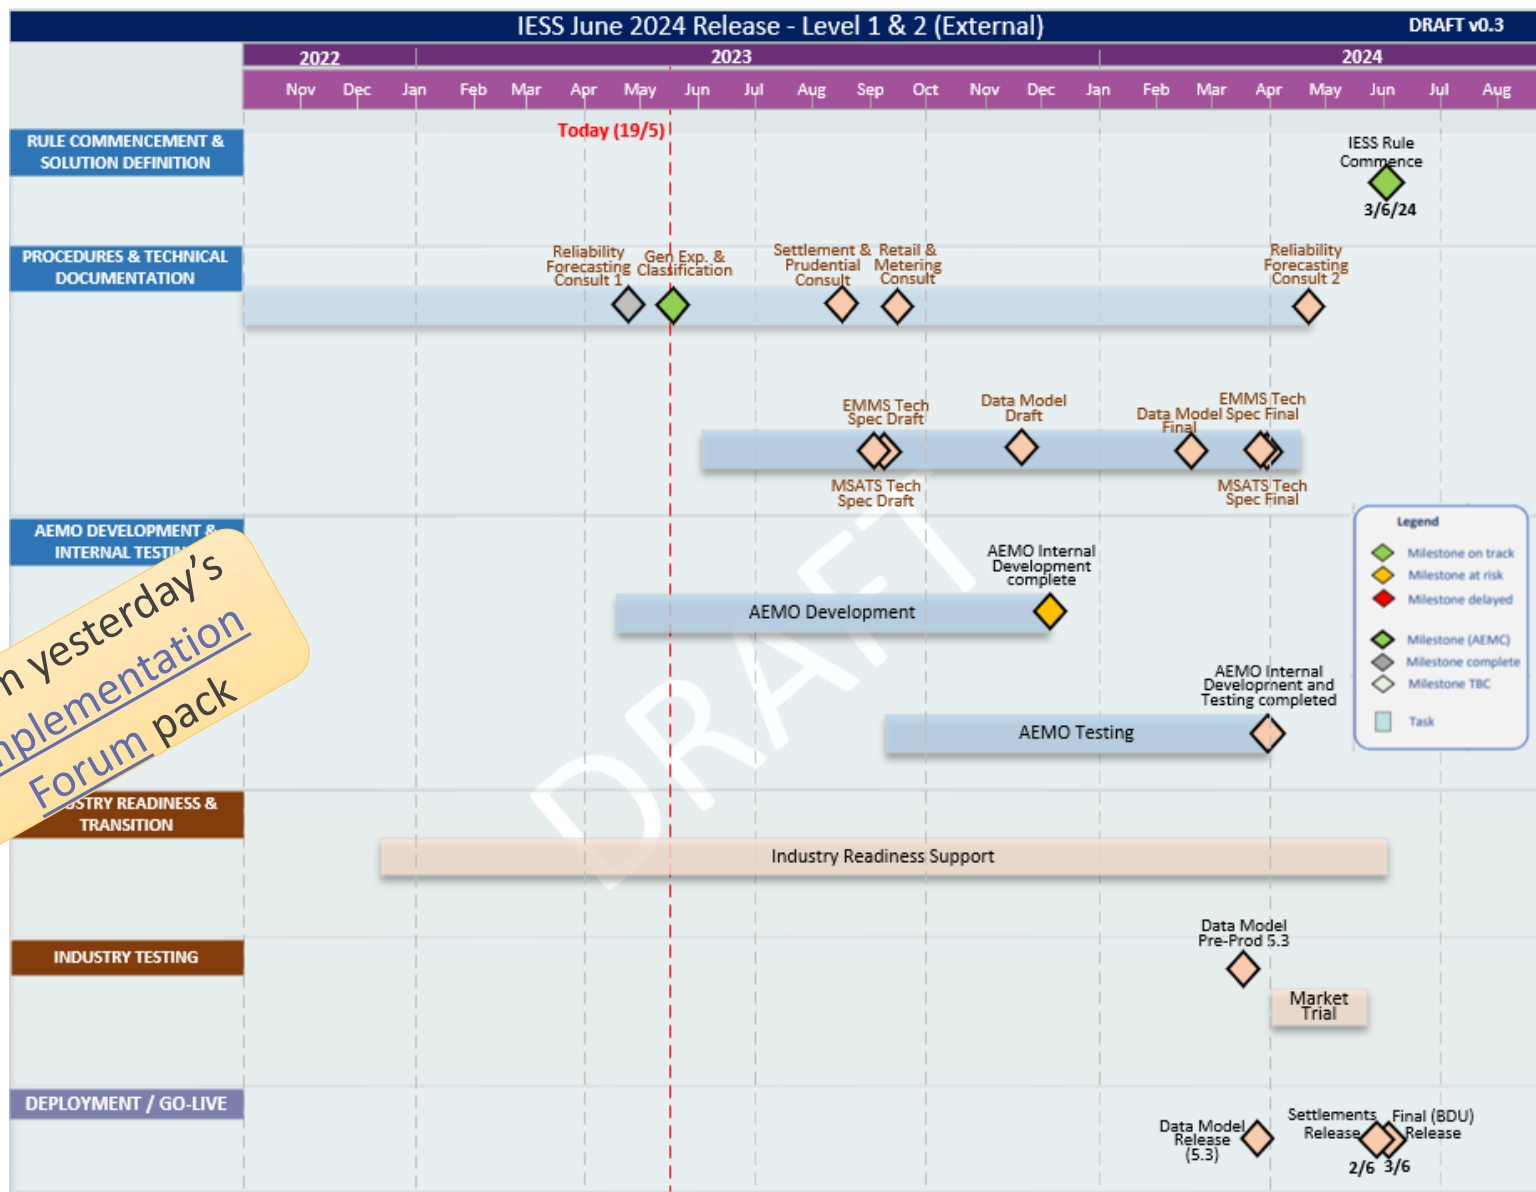 IESS June 2024 Release - Level 1 & 2 (External)
DRAFT v0.3
2022
2023
2024
Nov Dec Jan Feb Mar Apr May Jun Jul Aug Sep Oct Nov Dec Jan Feb Mar Apr May Jun Jul Aug
Today (19/5)
RULE COMMENCEMENT &
SOLUTION DEFINITION
IESS Rule
Commence
3/6/24
PROCEDURES & TECHNICAL
DOCUMENTATION
Reliability
Forecasting
Consult 1
Gen Exp. &
Classification
Settlement &
Prudential
Consult
Retail &
Metering
Consult
Reliability
Forecasting
Consult 2
EMMS Tech
Spec Draft
Data Model
Draft
Data Model
Final
EMMS Tech
Spec Final
MSATS Tech
Spec Draft
MSATS Tech
Spec Final
AEMO DEVELOPMENT &
INTERNAL TESTING
AEMO Internal
Development
complete
AEMO Development
AEMO Internal
Development and
Testing completed
AEMO Testing
Legend
Milestone on track
Milestone at risk
Milestone delayed
Milestone (AEMC)
Milestone complete
Milestone TBC
Task
yesterday's
Forum pack
DRAFT
READINESS &
TRANSITION
Industry Readiness Support
INDUSTRY TESTING
Data Model
Pre-Prod 5.3
Market
Trial
DEPLOYMENT / GO-LIVE
Data Model
Release
(5.3)
Settlements
Release
2/6
Final (BDU)
Release
3/6